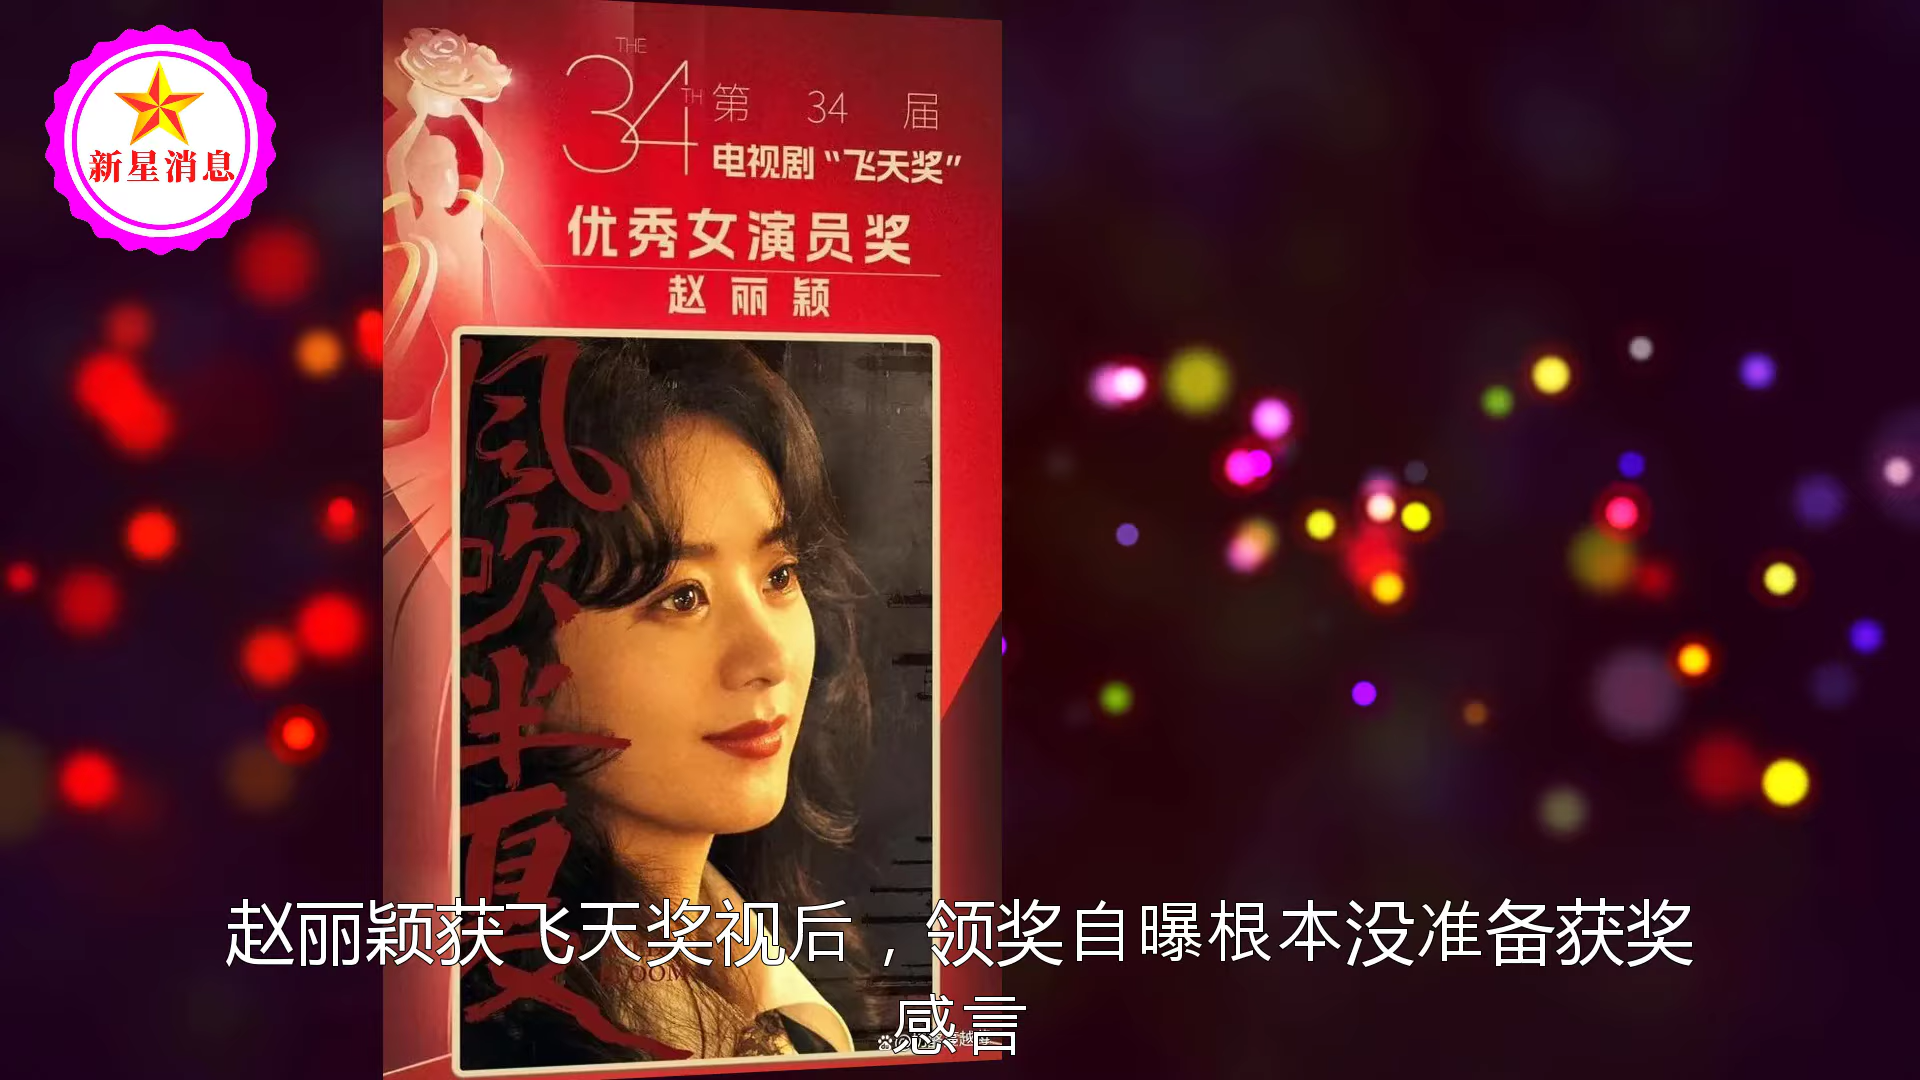 新星消息
THE
34
TH
第 34 届
电视剧“飞天奖”
优秀女演员奖
赵丽颖
风吹半夏
赵丽颖获飞天奖视后，领奖自曝根本没准备获奖
感言